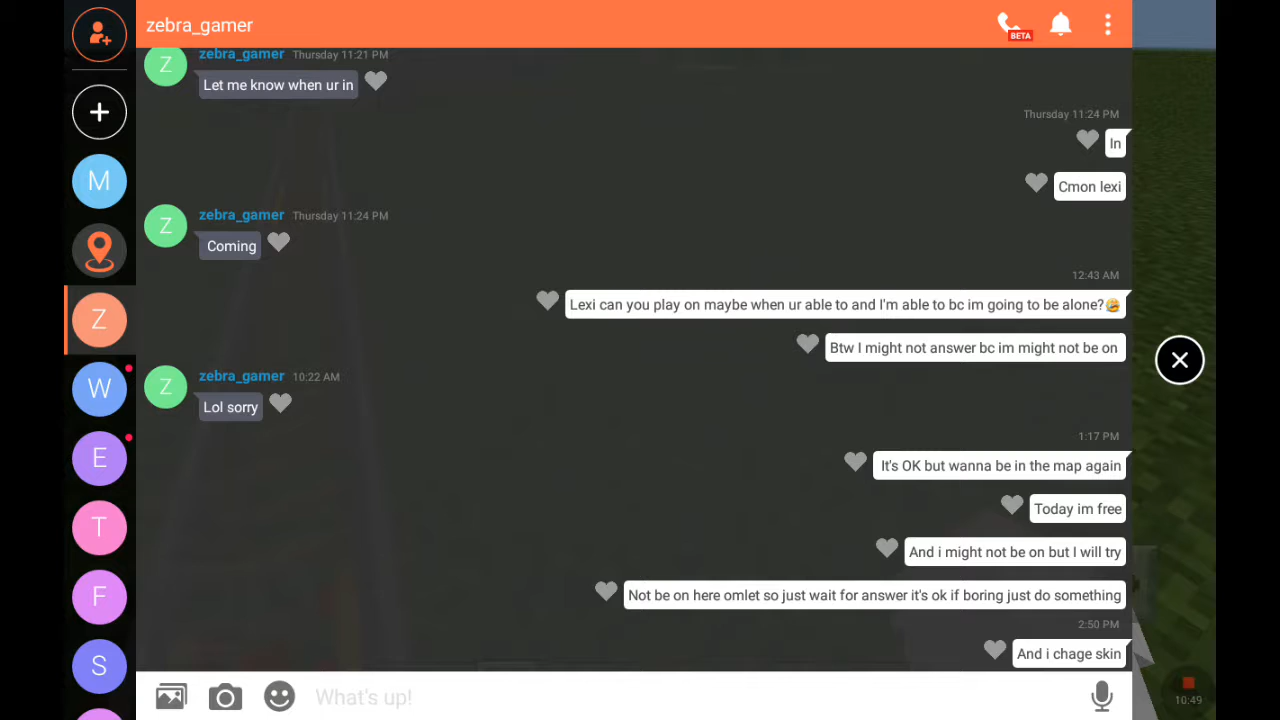 zebra_gamer
BETA
zebra_gamer Thursday 11:21 PM
Z
Let me know when ur in
Thursday 11:24 PM
In
M
Cmon lexi
zebra_gamer Thursday 11:24 PM
Z
Coming
12:43 AM
Lexi can you play on maybe when ur able to and I'm able to bc im going to be alone?🤣
Z
Btw I might not answer bc im might not be on
zebra_gamer 10:22 AM
Z
W
Lol sorry
1:17 PM
E
It's OK but wanna be in the map again
Today im free
T
And i might not be on but I will try
F
Not be on here omlet so just wait for answer it's ok if boring just do something
2:50 PM
And i chage skin
S
What's up!
10:49